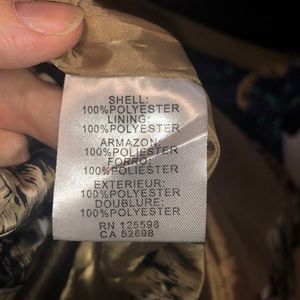 SHELL:
100%POLYESTER
LINING:
100%POLYESTER
ARMAZON:
100%POLIESTER
FORRO:
100%POLIESTER
EXTERIEUR:
100%POLYESTER
DOUBLURE:
100%POLYESTER
RN 125598
CA 52698